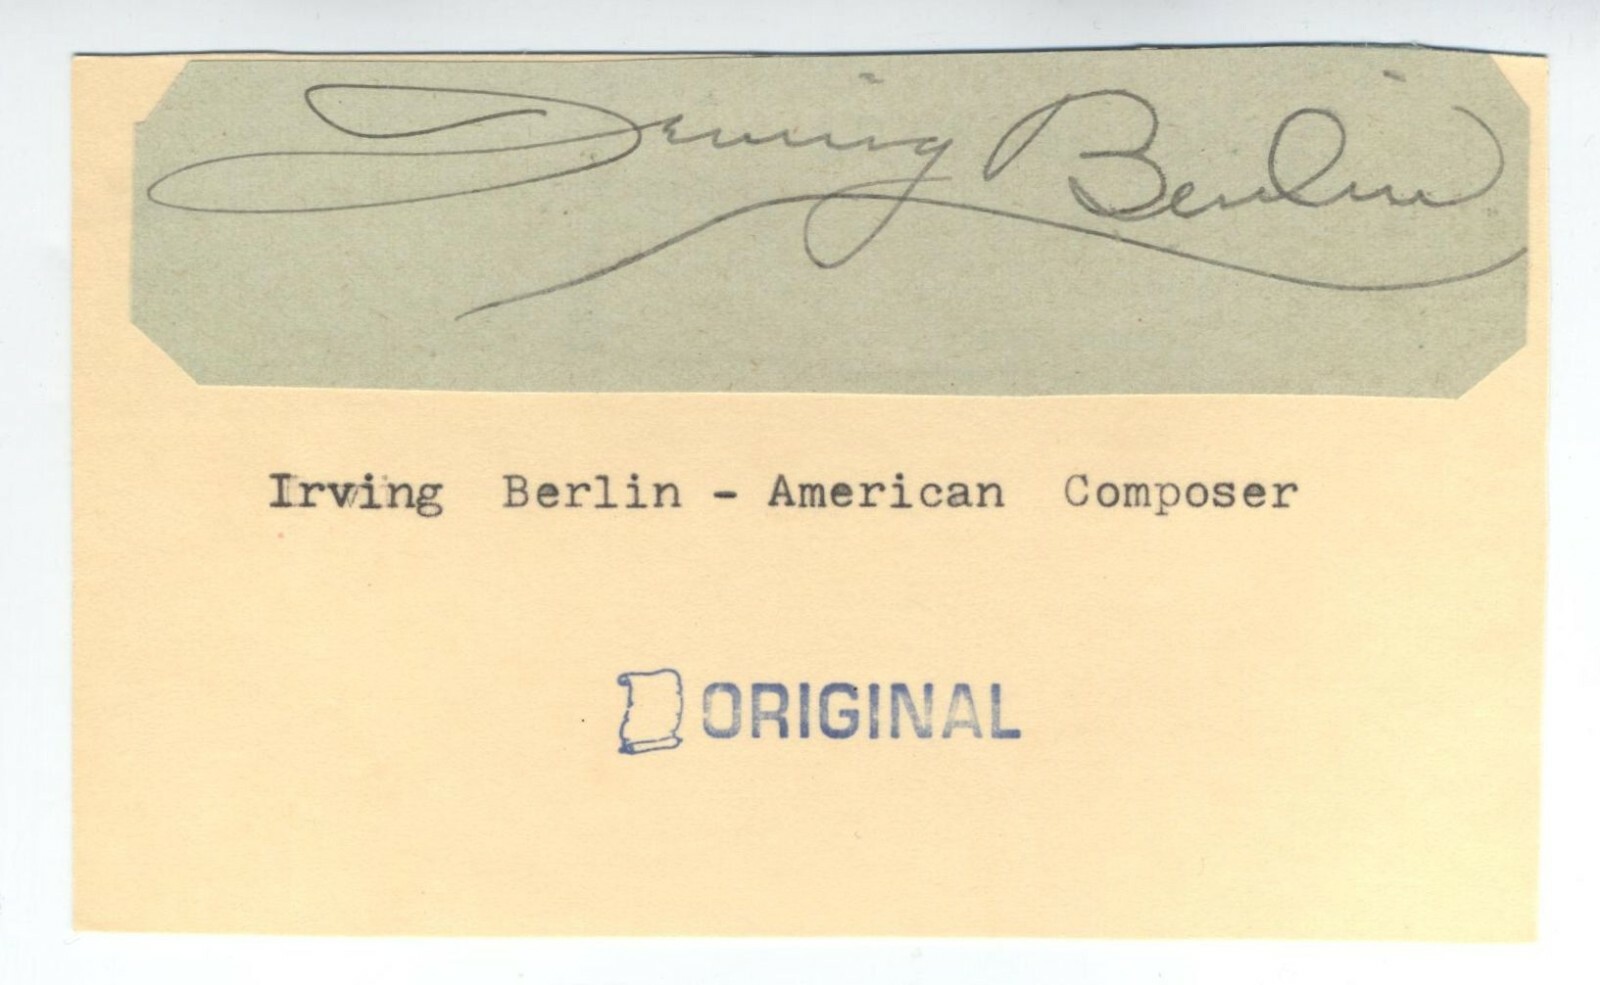 Irving Berlin
Irving Berlin - American Composer
ORIGINAL